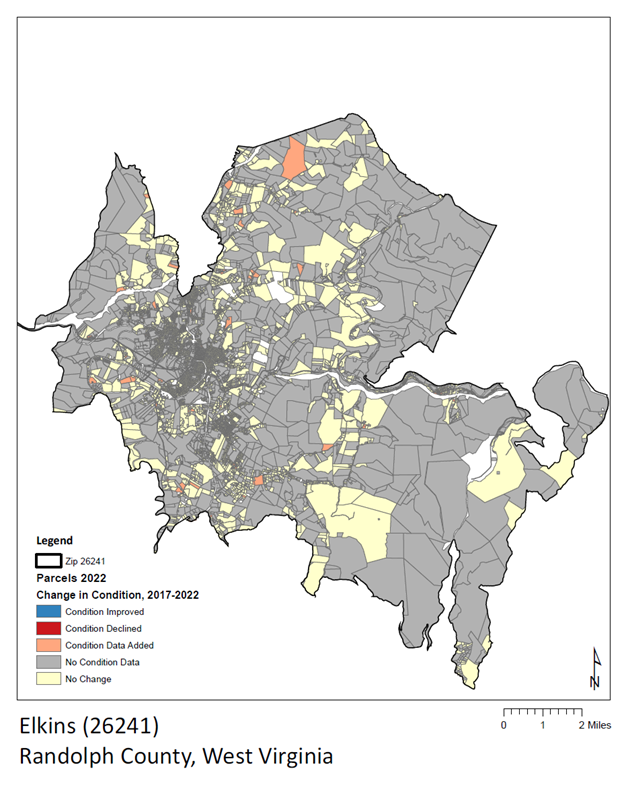 Legend
Zip 26241
Parcels 2022
Change in Condition, 2017-2022
Condition Improved
Condition Declined
Condition Data Added
No Condition Data
No Change
N
0 1 2 Miles
Elkins (26241)
Randolph County, West Virginia